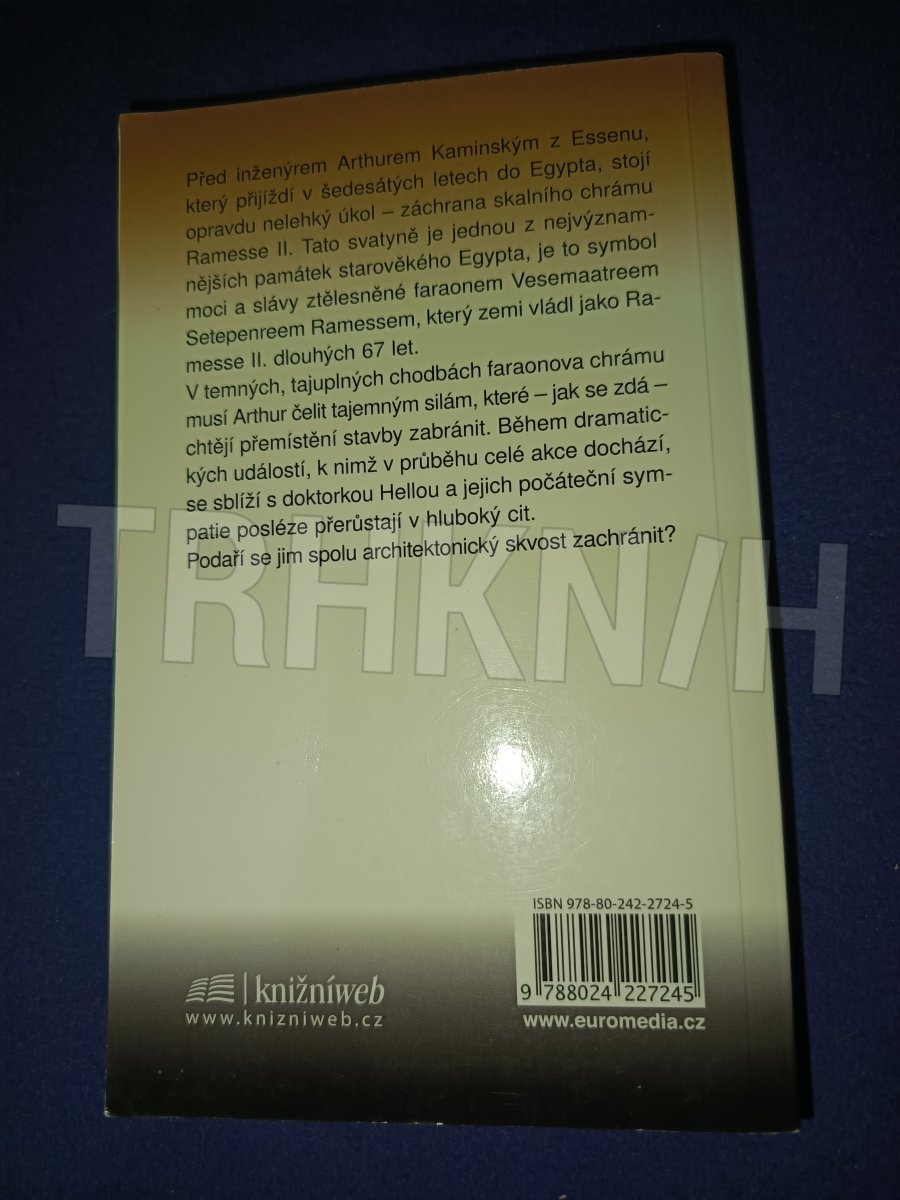 Před inženýrem Arthurem Kaminským z Essenu,
který přijíždí v šedesátých letech do Egypta, stojí
opravdu nelehký úkol – záchrana skalního chrámu
Ramesse II. Tato svatyně je jednou z nejvýznam-
nějších památek starověkého Egypta, je to symbol
moci a slávy ztělesněné faraonem Vesemaatreem
Setepenreem Ramessem, který zemi vládl jako Ra-
messe II. dlouhých 67 let.
V temných, tajuplných chodbách faraonova chrámu
musí Arthur čelit tajemným silám, které – jak se zdá –
chtějí přemístění stavby zabránit. Během dramatic-
kých událostí, k nimž v průběhu celé akce dochází,
se sblíží s doktorkou Hellou a jejich počáteční sym-
patie posléze přerůstají v hluboký cit.
Podaří se jim spolu architektonický skvost zachránit?
TRHKNIH
ISBN 978-80-242-2724-5
9 788024 227245
knižníweb
www.knizniweb.cz
www.euromedia.cz